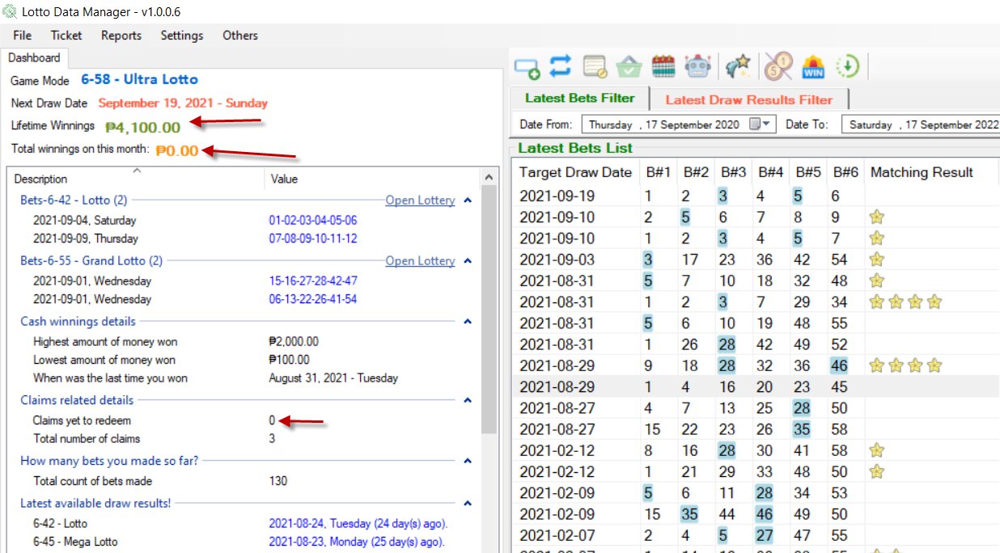 Lotto Data Manager - v1.0.0.6
File Ticket Reports Settings Others
Dashboard
Game Mode 6-58 - Ultra Lotto
Next Draw Date September 19, 2021 - Sunday
Lifetime Winnings ₱4,100.00
Total winnings on this month: ₱0.00
Description Value
Bets-6-42 - Lotto (2) Open Lottery
2021-09-04, Saturday 01-02-03-04-05-06
2021-09-09, Thursday 07-08-09-10-11-12
Bets-6-55 - Grand Lotto (2) Open Lottery
2021-09-01, Wednesday 15-16-27-28-42-47
2021-09-01, Wednesday 06-13-22-26-41-54
Cash winnings details
Highest amount of money won ₱2,000.00
Lowest amount of money won ₱100.00
When was the last time you won August 31, 2021 - Tuesday
Claims related details
Claims yet to redeem 0
Total number of claims 3
How many bets you made so far?
Total count of bets made 130
Latest available draw results!
6-42 - Lotto 2021-08-24, Tuesday (24 day(s) ago).
6-45 - Mega Lotto 2021-08-23, Monday (25 day(s) ago).
5 1 WIN
Latest Bets Filter Latest Draw Results Filter
Date From: Thursday , 17 September 2020 Date To: Saturday , 17 September 2022
Latest Bets List
Target Draw Date B#1 B#2 B#3 B#4 B#5 B#6 Matching Result
2021-09-19 1 2 3 4 5 6
2021-09-10 2 5 6 7 8 9
2021-09-10 1 2 3 4 5 7
2021-09-03 3 17 23 36 42 54
2021-08-31 5 7 10 18 32 48
2021-08-31 1 2 3 7 29 34
2021-08-31 5 6 10 19 48 55
2021-08-31 1 26 28 42 49 52
2021-08-29 9 18 28 32 36 46
2021-08-29 1 4 16 20 23 45
2021-08-27 4 7 13 25 28 50
2021-08-27 15 22 23 26 35 58
2021-02-12 8 16 28 30 41 58
2021-02-12 1 21 29 33 48 50
2021-02-09 5 6 11 28 34 53
2021-02-09 15 35 44 46 49 50
2021-02-07 2 4 5 27 47 55